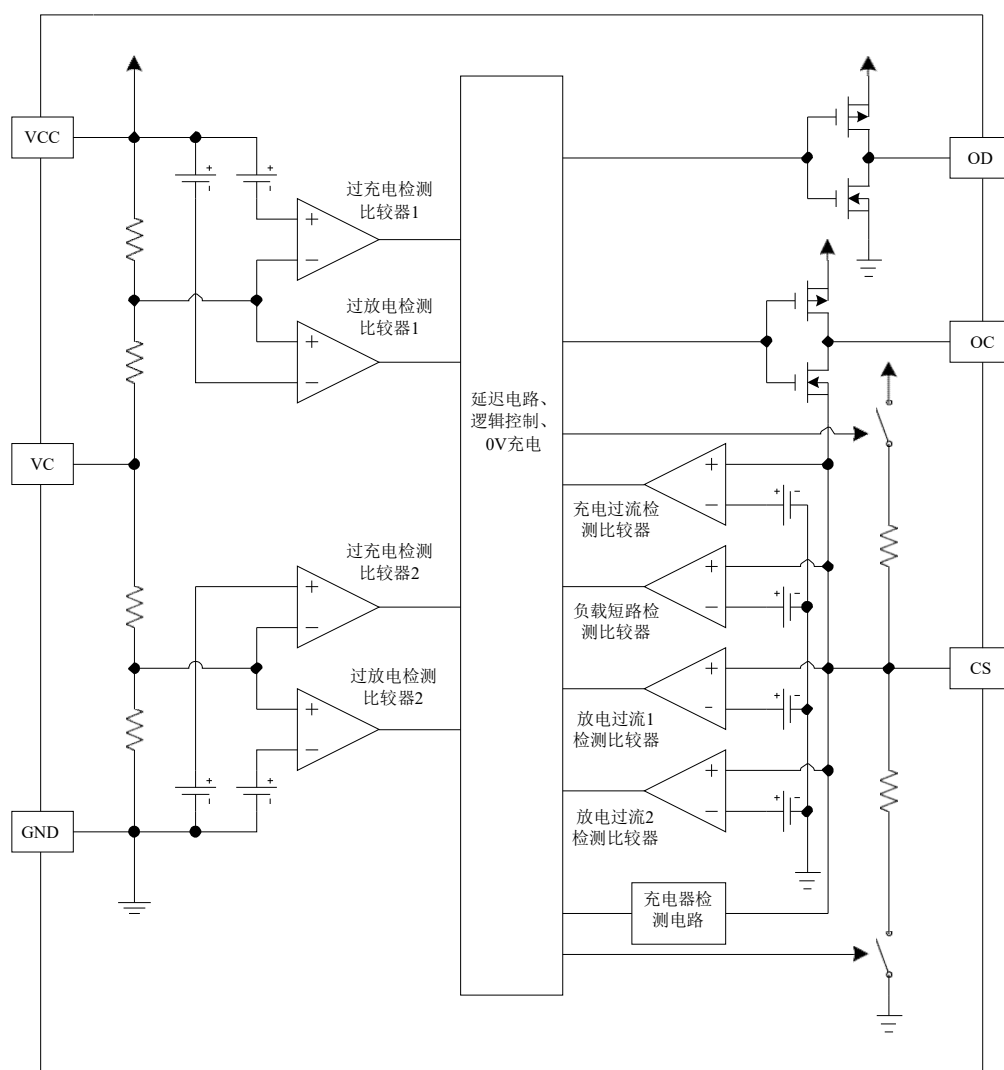 VCC
过充电检测
比较器1
过放电检测
比较器1
VC
过充电检测
比较器2
过放电检测
比较器2
GND
延迟电路、
逻辑控制、
0V充电
OD
OC
充电过流检
测比较器
负载短路检
测比较器
CS
放电过流1
检测比较器
放电过流2
检测比较器
充电器检
测电路